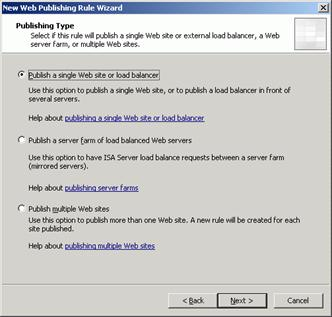 New Web Publishing Rule Wizard
Publishing Type
Select if this rule will publish a single Web site or external load balancer, a Web
server farm, or multiple Web sites.
Publish a single Web site or load balancer
Use this option to publish a single Web site, or to publish a load balancer in front of
several servers.
Help about publishing a single Web site or load balancer
Publish a server farm of load balanced Web servers
Use this option to have ISA Server load balance requests between a server farm
(mirrored servers).
Help about publishing server farms
Publish multiple Web sites
Use this option to publish more than one Web site. A new rule will be created for each
site published.
Help about publishing multiple Web sites
< Back
Next >
Cancel